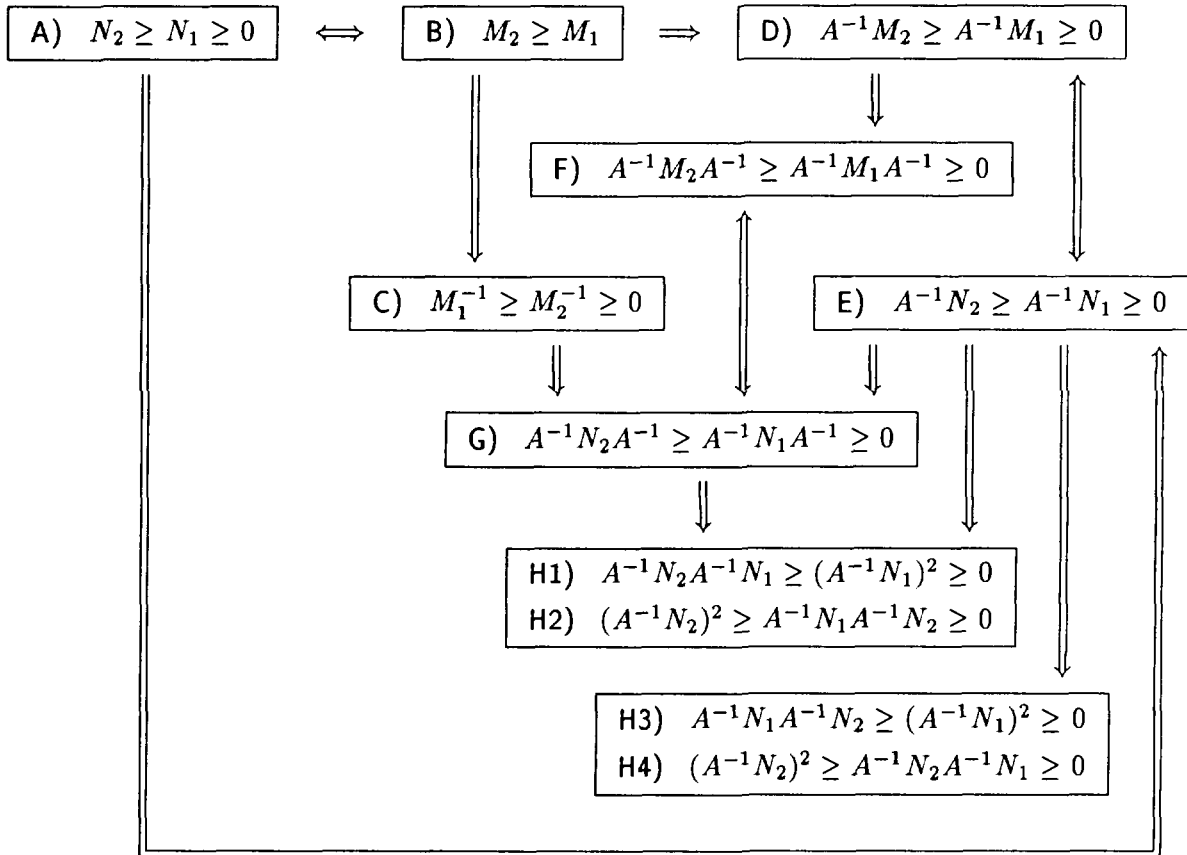 A) N₂ ≥ N₁ ≥ 0 ⟺ B) M₂ ≥ M₁ ⟹ D) A⁻¹M₂ ≥ A⁻¹M₁ ≥ 0
F) A⁻¹M₂A⁻¹ ≥ A⁻¹M₁A⁻¹ ≥ 0
C) M₁⁻¹ ≥ M₂⁻¹ ≥ 0 E) A⁻¹N₂ ≥ A⁻¹N₁ ≥ 0
G) A⁻¹N₂A⁻¹ ≥ A⁻¹N₁A⁻¹ ≥ 0
H1) A⁻¹N₂A⁻¹N₁ ≥ (A⁻¹N₁)² ≥ 0
H2) (A⁻¹N₂)² ≥ A⁻¹N₁A⁻¹N₂ ≥ 0
H3) A⁻¹N₁A⁻¹N₂ ≥ (A⁻¹N₁)² ≥ 0
H4) (A⁻¹N₂)² ≥ A⁻¹N₂A⁻¹N₁ ≥ 0